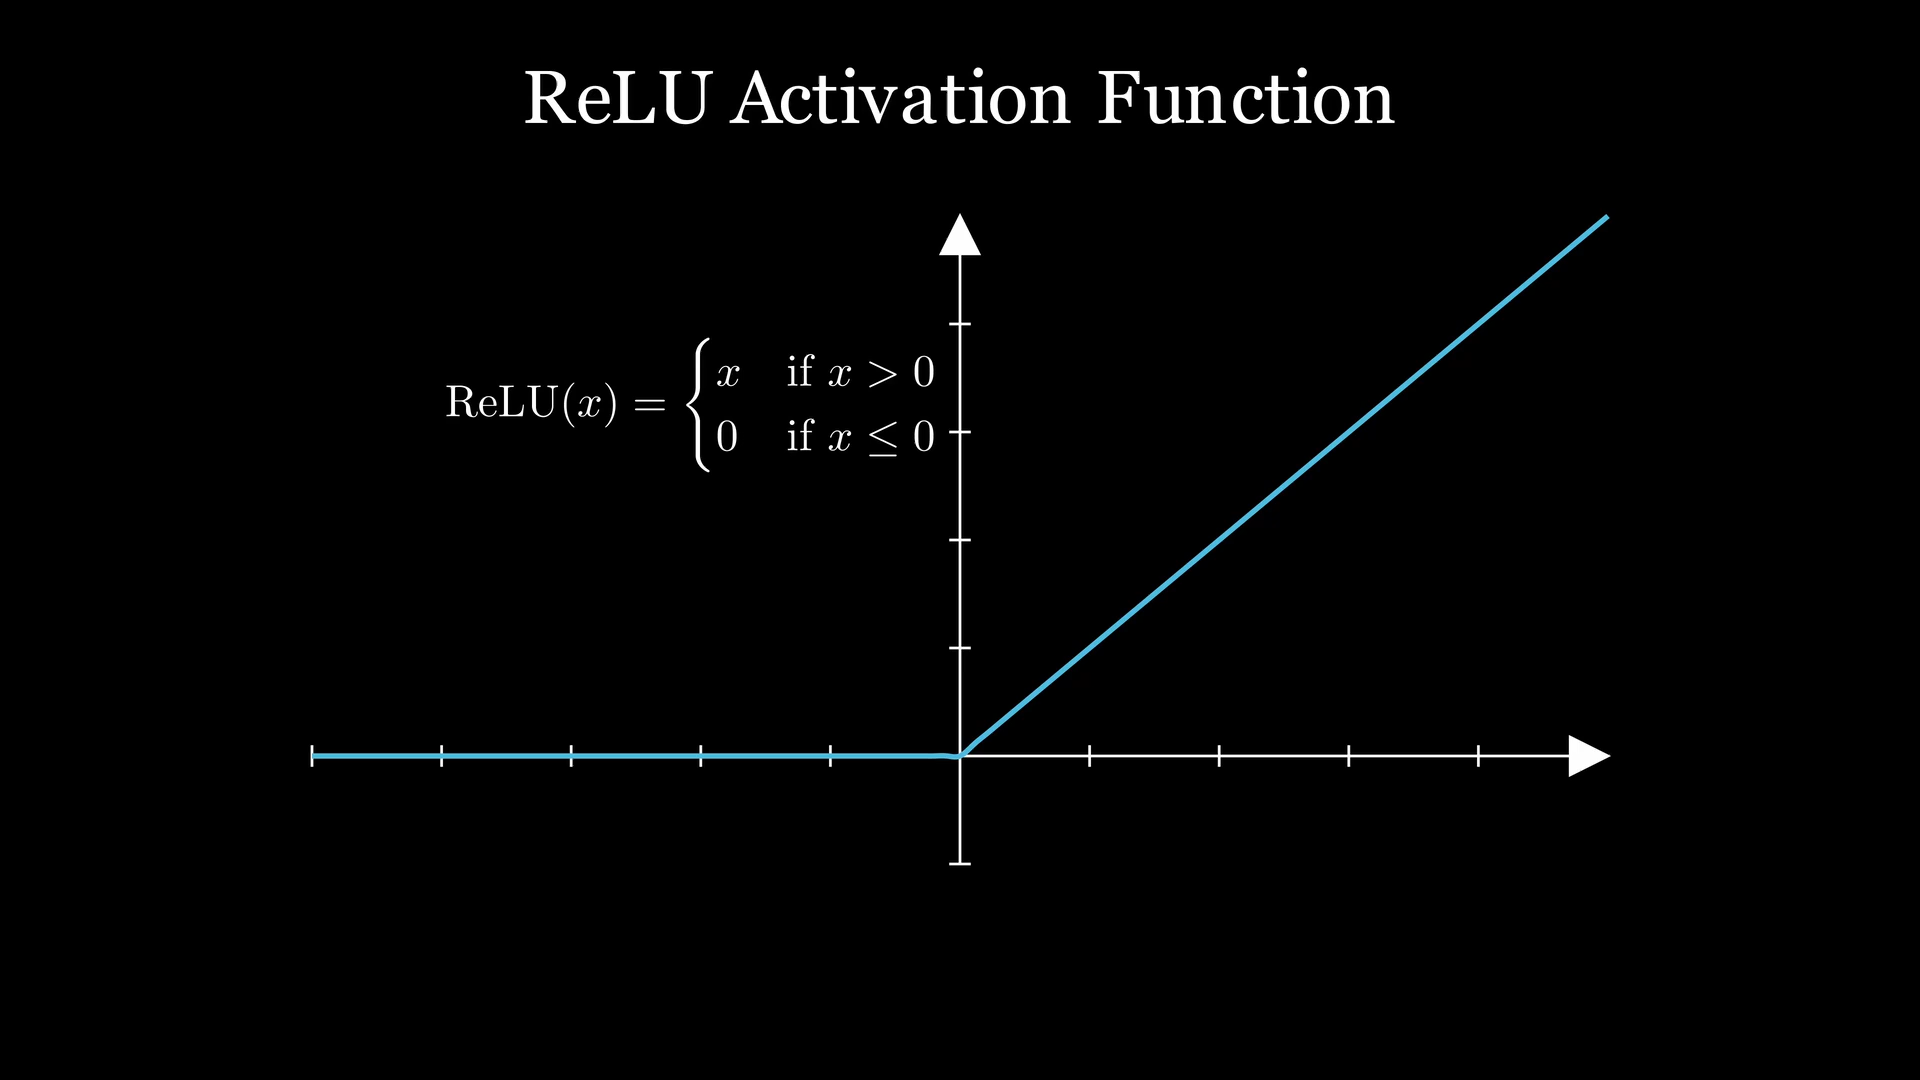 ReLU Activation Function
ReLU(x) = { x if x > 0
0 if x ≤ 0